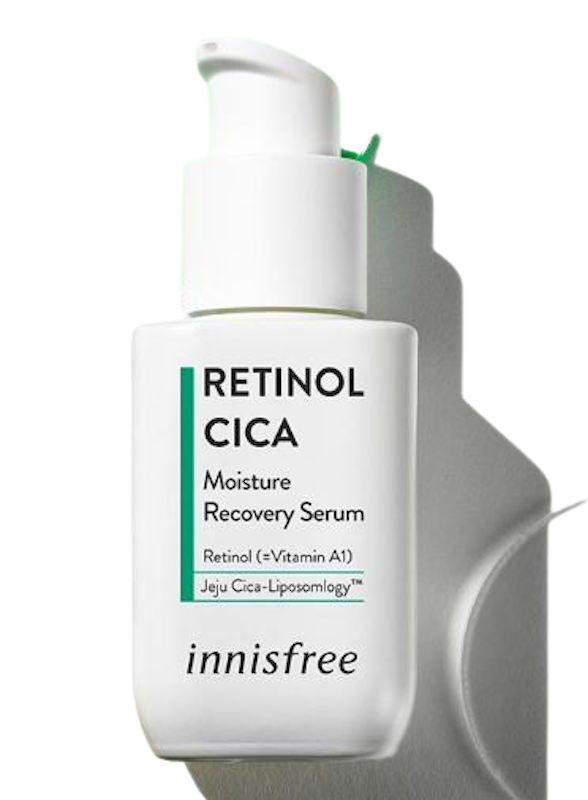 RETINOL
CICA
Moisture
Recovery Serum
Retinol (=Vitamin A1)
Jeju Cica-Liposomlogy™
innisfree